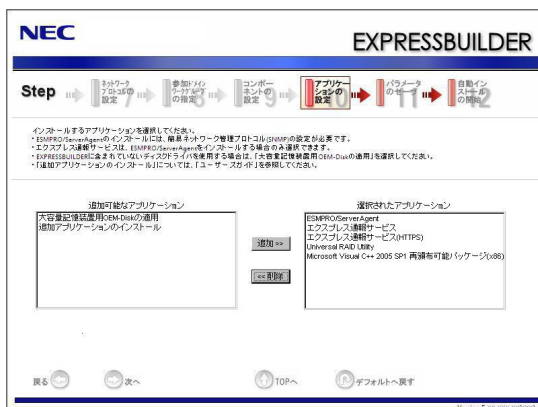 NEC
EXPRESSBUILDER
Step
ネットワーク
プロトコルの
設定
7
参加ドメイン
ワークグループ
の指定
8
コンポー
ネントの
設定
9
アプリケー
ションの
設定
10
パラメータ
のセーブ
11
自動イン
ストール
の開始
12
インストールするアプリケーションを選択してください。
・ESMPRO/ServerAgentのインストールには、簡易ネットワーク管理プロトコル(SNMP)の設定が必要です。
・エクスプレス通報サービスは、ESMPRO/ServerAgentをインストールする場合のみ選択できます。
・EXPRESSBUILDERに含まれていないディスクドライバを使用する場合は、「大容量記憶装置用OEM-Diskの適用」を選択してください。
・「追加アプリケーションのインストール」については、「ユーザーズガイド」を参照してください。
追加可能なアプリケーション
大容量記憶装置用OEM-Diskの適用
追加アプリケーションのインストール
追加 >>
<< 削除
選択されたアプリケーション
ESMPRO/ServerAgent
エクスプレス通報サービス
エクスプレス通報サービス(HTTPS)
Universal RAID Utility
Microsoft Visual C++ 2005 SP1 再頒布可能パッケージ(x86)
戻る
次へ
TOPへ
デフォルトへ戻す